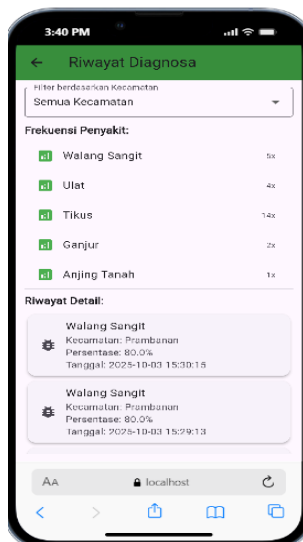 3:40 PM
Riwayat Diagnosa
Filter berdasarkan Kecamatan
Semua Kecamatan
Frekuensi Penyakit:
Walang Sangit 5x
Ulat 4x
Tikus 14x
Ganjur 2x
Anjing Tanah 1x
Riwayat Detail:
Walang Sangit
Kecamatan: Prambanan
Persentase: 80.0%
Tanggal: 2025-10-03 15:30:15
Walang Sangit
Kecamatan: Prambanan
Persentase: 80.0%
Tanggal: 2025-10-03 15:29:13
AA localhost